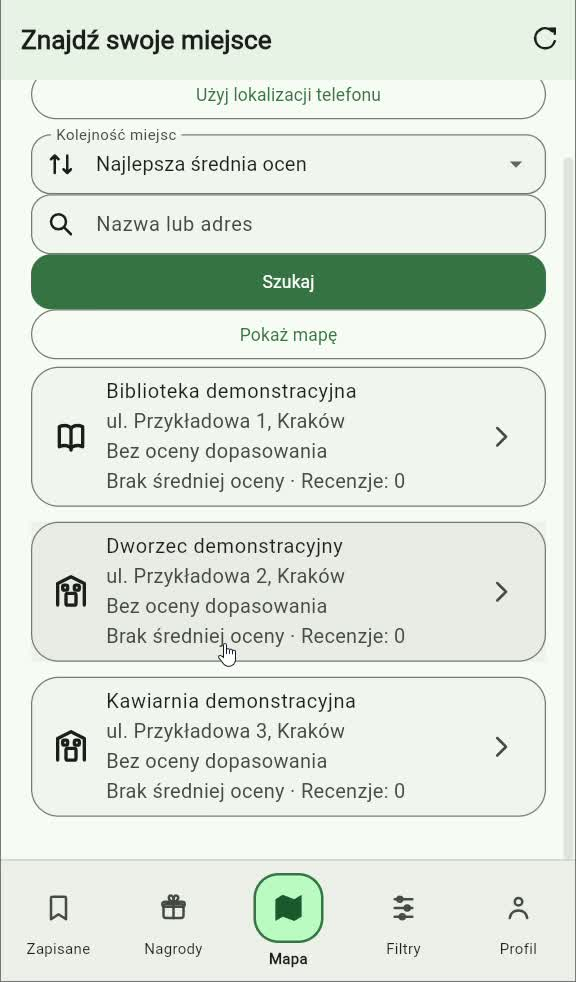 Znajdź swoje miejsce
Użyj lokalizacji telefonu
Kolejność miejsc
Najlepsza średnia ocen
Nazwa lub adres
Szukaj
Pokaż mapę
Biblioteka demonstracyjna
ul. Przykładowa 1, Kraków
Bez oceny dopasowania
Brak średniej oceny · Recenzje: 0
Dworzec demonstracyjny
ul. Przykładowa 2, Kraków
Bez oceny dopasowania
Brak średniej oceny · Recenzje: 0
Kawiarnia demonstracyjna
ul. Przykładowa 3, Kraków
Bez oceny dopasowania
Brak średniej oceny · Recenzje: 0
Zapisane
Nagrody
Mapa
Filtry
Profil